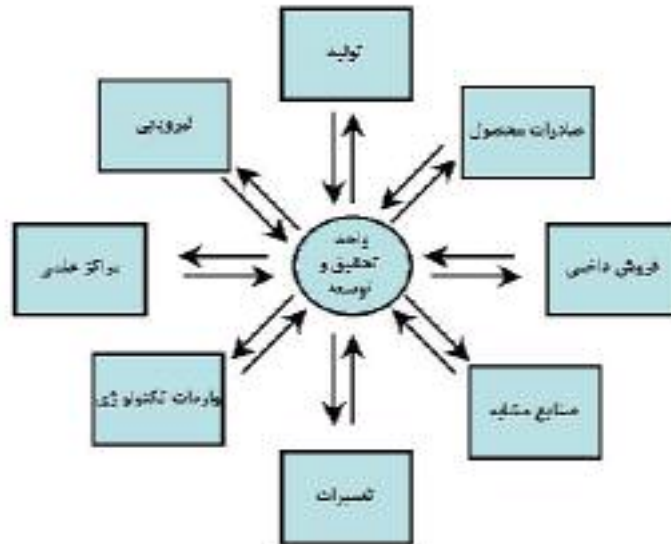 تولید
صادرات محصول
فروش داخلی
صنایع مشابه
تعمیرات
واردات تکنولوژی
مراکز علمی
واحد
تحقیق و
توسعه